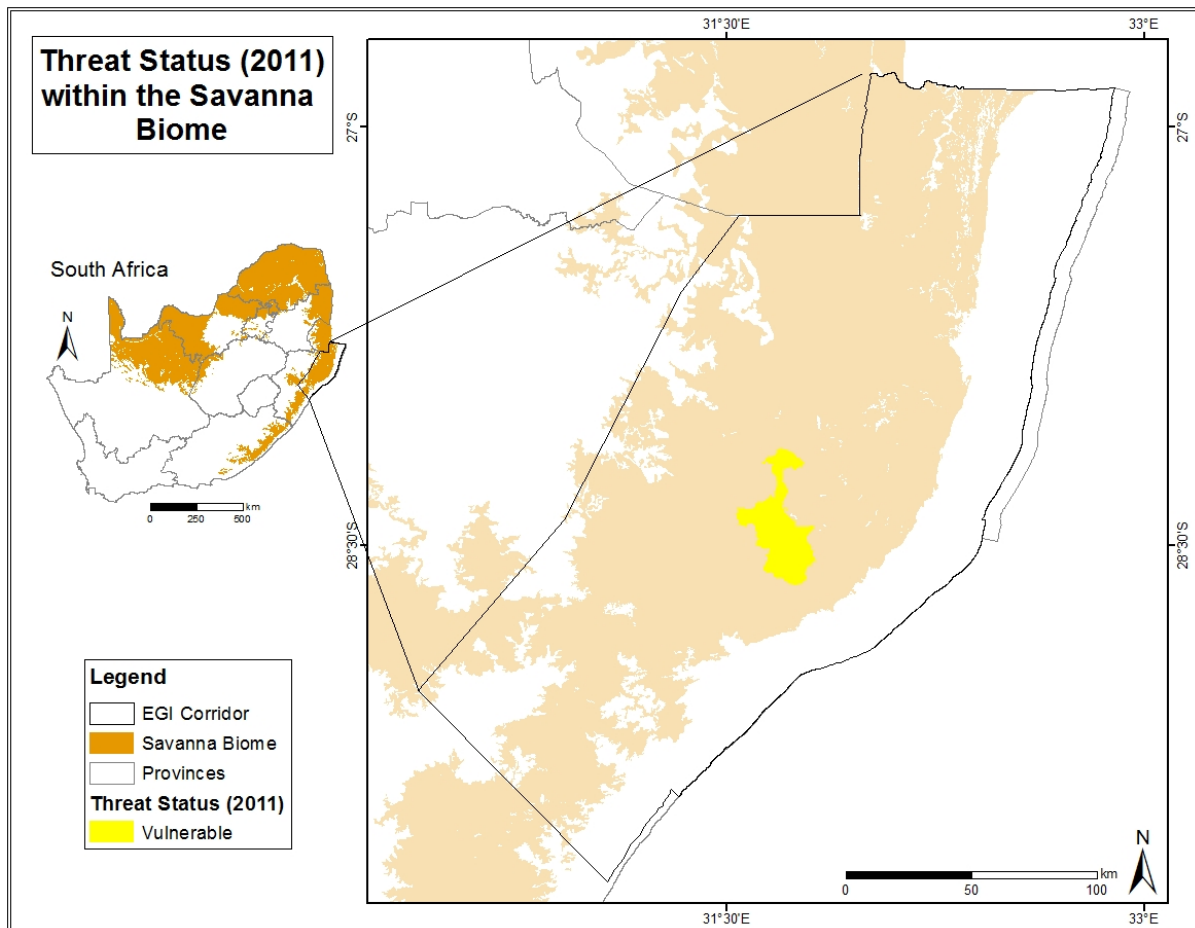 Threat Status (2011)
within the Savanna
Biome
31°30'E
33°E
27°S
27°S
South Africa
N
km
0 250 500
28°30'S
28°30'S
Legend
EGI Corridor
Savanna Biome
Provinces
Threat Status (2011)
Vulnerable
N
km
0 50 100
31°30'E
33°E